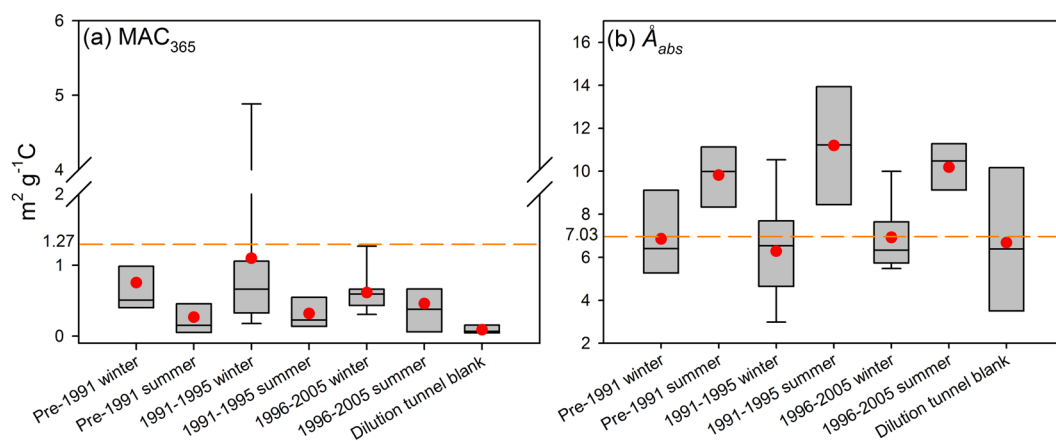 (a) MAC₃₆₅
m² g⁻¹C
6
5
4
2
1.27
1
0
Pre-1991 winter
Pre-1991 summer
1991-1995 winter
1991-1995 summer
1996-2005 winter
1996-2005 summer
Dilution tunnel blank
(b) Åabs
16
14
12
10
8
7.03
6
4
2
Pre-1991 winter
Pre-1991 summer
1991-1995 winter
1991-1995 summer
1996-2005 winter
1996-2005 summer
Dilution tunnel blank